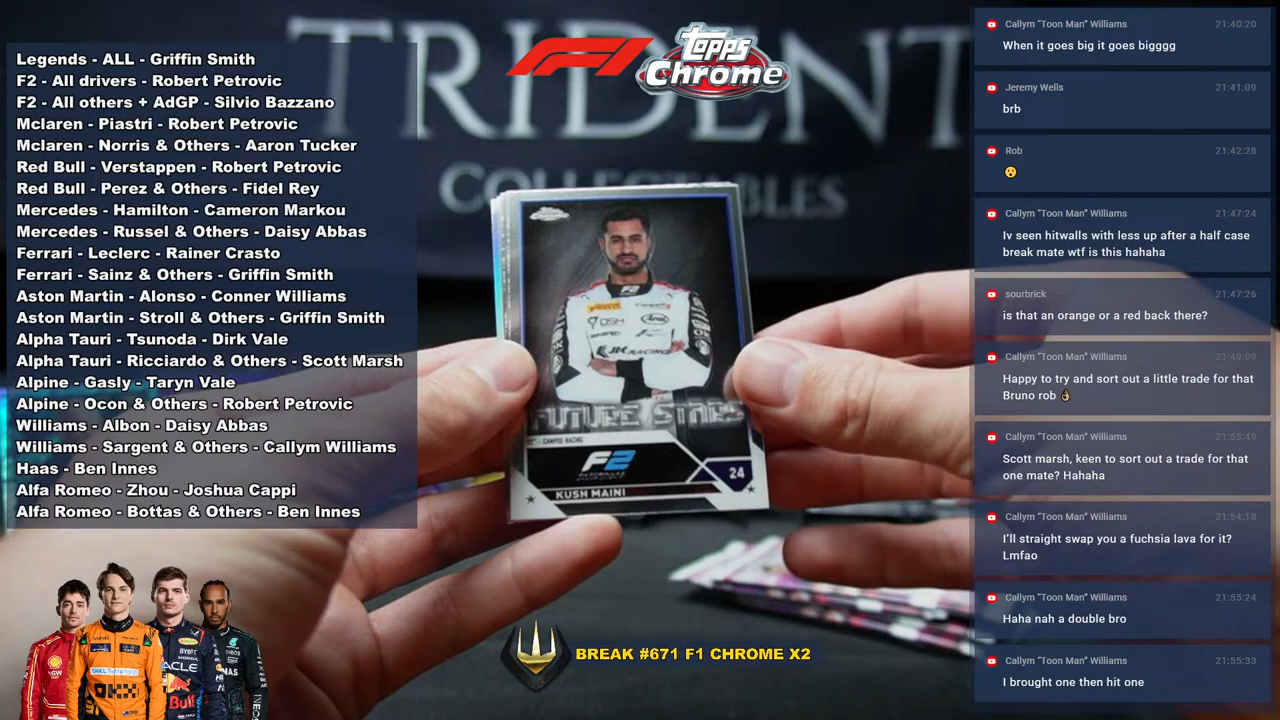 Legends - ALL - Griffin Smith
F2 - All drivers - Robert Petrovic
F2 - All others + AdGP - Silvio Bazzano
Mclaren - Piastri - Robert Petrovic
Mclaren - Norris & Others - Aaron Tucker
Red Bull - Verstappen - Robert Petrovic
Red Bull - Perez & Others - Fidel Rey
Mercedes - Hamilton - Cameron Markou
Mercedes - Russel & Others - Daisy Abbas
Ferrari - Leclerc - Rainer Crasto
Ferrari - Sainz & Others - Griffin Smith
Aston Martin - Alonso - Conner Williams
Aston Martin - Stroll & Others - Griffin Smith
Alpha Tauri - Tsunoda - Dirk Vale
Alpha Tauri - Ricciardo & Others - Scott Marsh
Alpine - Gasly - Taryn Vale
Alpine - Ocon & Others - Robert Petrovic
Williams - Albon - Daisy Abbas
Williams - Sargent & Others - Callym Williams
Haas - Ben Innes
Alfa Romeo - Zhou - Joshua Cappi
Alfa Romeo - Bottas & Others - Ben Innes
TRIDENT
COLLECTABLES
F1
Topps
Chrome
FUTURE STARS
CAMPOS RACING
F2
24
KUSH MAINI
BREAK #671 F1 CHROME X2
Callym "Toon Man" Williams 21:40:20
When it goes big it goes bigggg
Jeremy Wells 21:41:09
brb
Rob 21:42:28
😮
Callym "Toon Man" Williams 21:47:24
Iv seen hitwalls with less up after a half case
break mate wtf is this hahaha
sourbrick 21:47:26
is that an orange or a red back there?
Callym "Toon Man" Williams 21:49:09
Happy to try and sort out a little trade for that
Bruno rob 👌
Callym "Toon Man" Williams 21:53:49
Scott marsh, keen to sort out a trade for that
one mate? Hahaha
Callym "Toon Man" Williams 21:54:18
I'll straight swap you a fuchsia lava for it?
Lmfao
Callym "Toon Man" Williams 21:55:24
Haha nah a double bro
Callym "Toon Man" Williams 21:55:33
I brought one then hit one